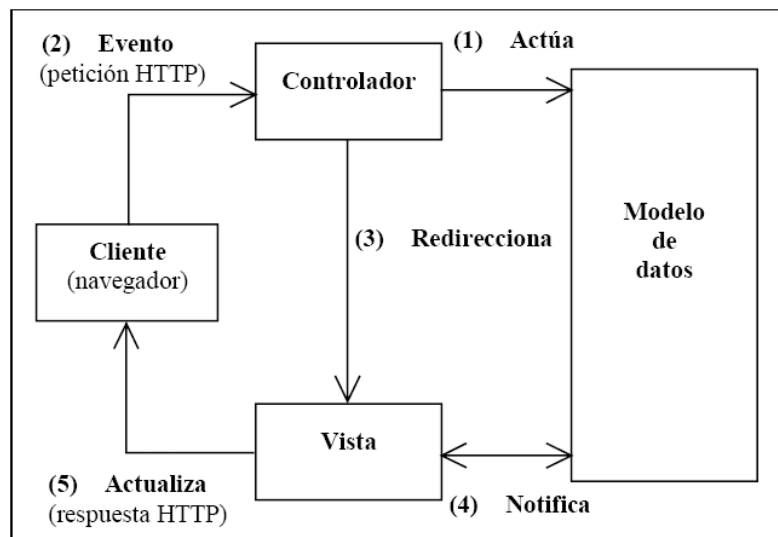 (2) Evento
(petición HTTP)
(1) Actúa
Controlador
Modelo
de
datos
(3) Redirecciona
Cliente
(navegador)
Vista
(5) Actualiza
(respuesta HTTP)
(4) Notifica